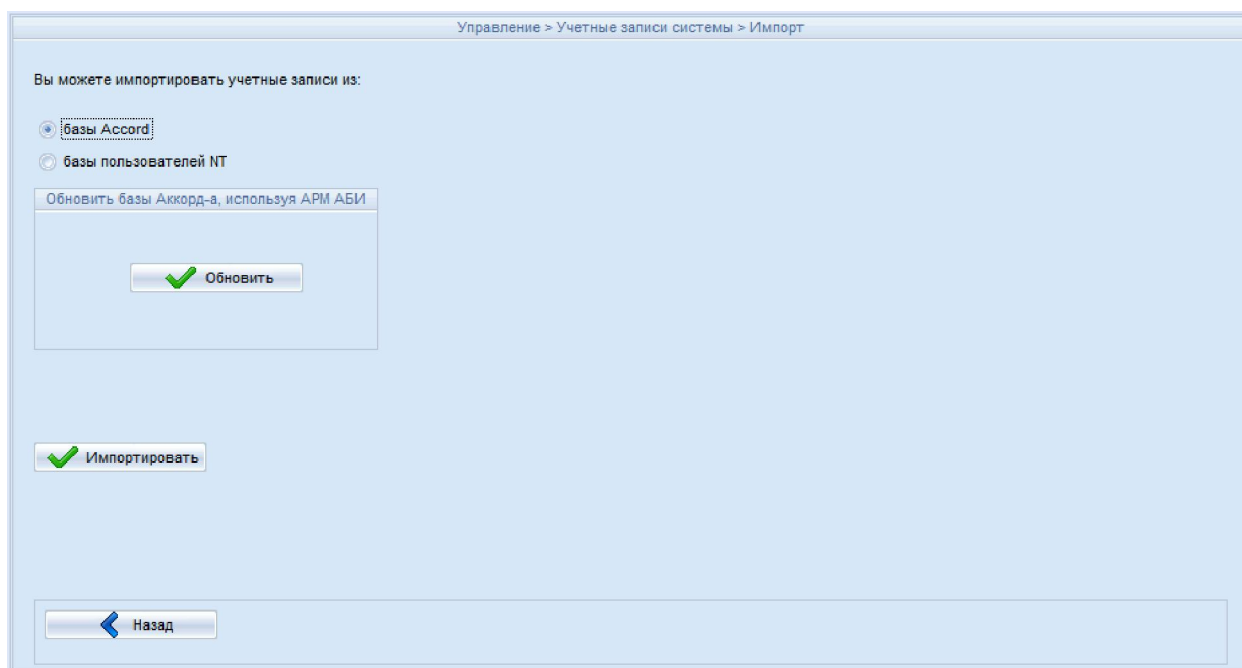 Управление > Учетные записи системы > Импорт
Вы можете импортировать учетные записи из:
базы Accord
базы пользователей NT
Обновить базы Аккорд-а, используя АРМ АБИ
Обновить
Импортировать
Назад